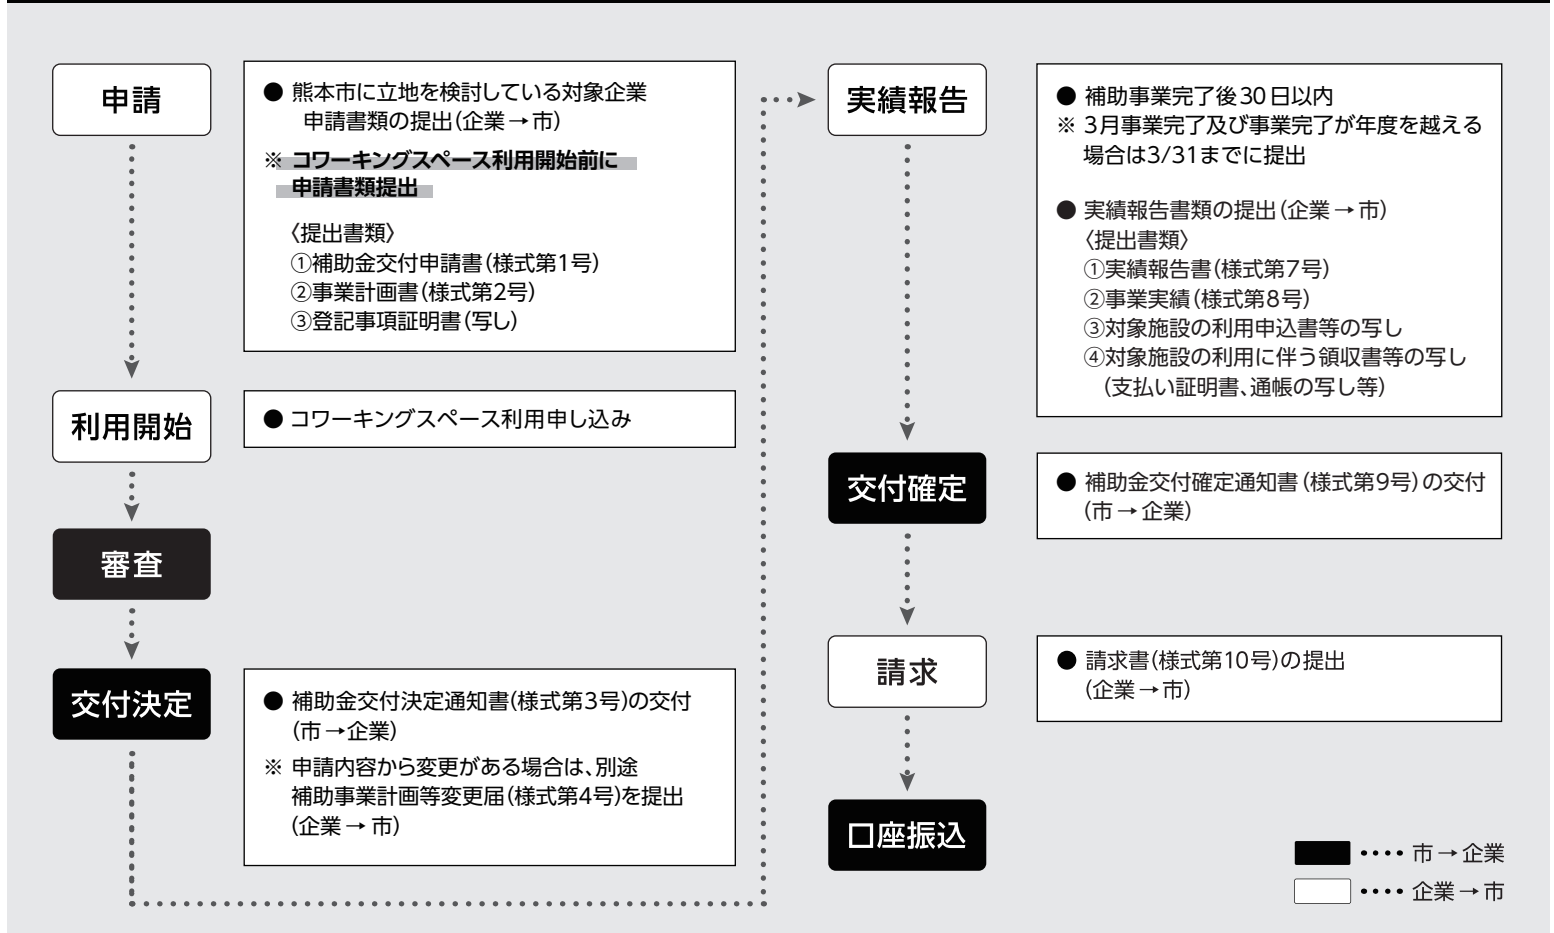 申請
● 熊本市に立地を検討している対象企業
申請書類の提出(企業→市)
※ コワーキングスペース利用開始前に
申請書類提出
〈提出書類〉
①補助金交付申請書(様式第1号)
②事業計画書(様式第2号)
③登記事項証明書(写し)
利用開始
● コワーキングスペース利用申し込み
審査
交付決定
● 補助金交付決定通知書(様式第3号)の交付
(市→企業)
※ 申請内容から変更がある場合は、別途
補助事業計画等変更届(様式第4号)を提出
(企業→市)
実績報告
● 補助事業完了後30日以内
※ 3月事業完了及び事業完了が年度を越える
場合は3/31までに提出
● 実績報告書類の提出(企業→市)
〈提出書類〉
①実績報告書(様式第7号)
②事業実績(様式第8号)
③対象施設の利用申込書等の写し
④対象施設の利用に伴う領収書等の写し
(支払い証明書、通帳の写し等)
交付確定
● 補助金交付確定通知書(様式第9号)の交付
(市→企業)
請求
● 請求書(様式第10号)の提出
(企業→市)
口座振込
････ 市→企業
････ 企業→市